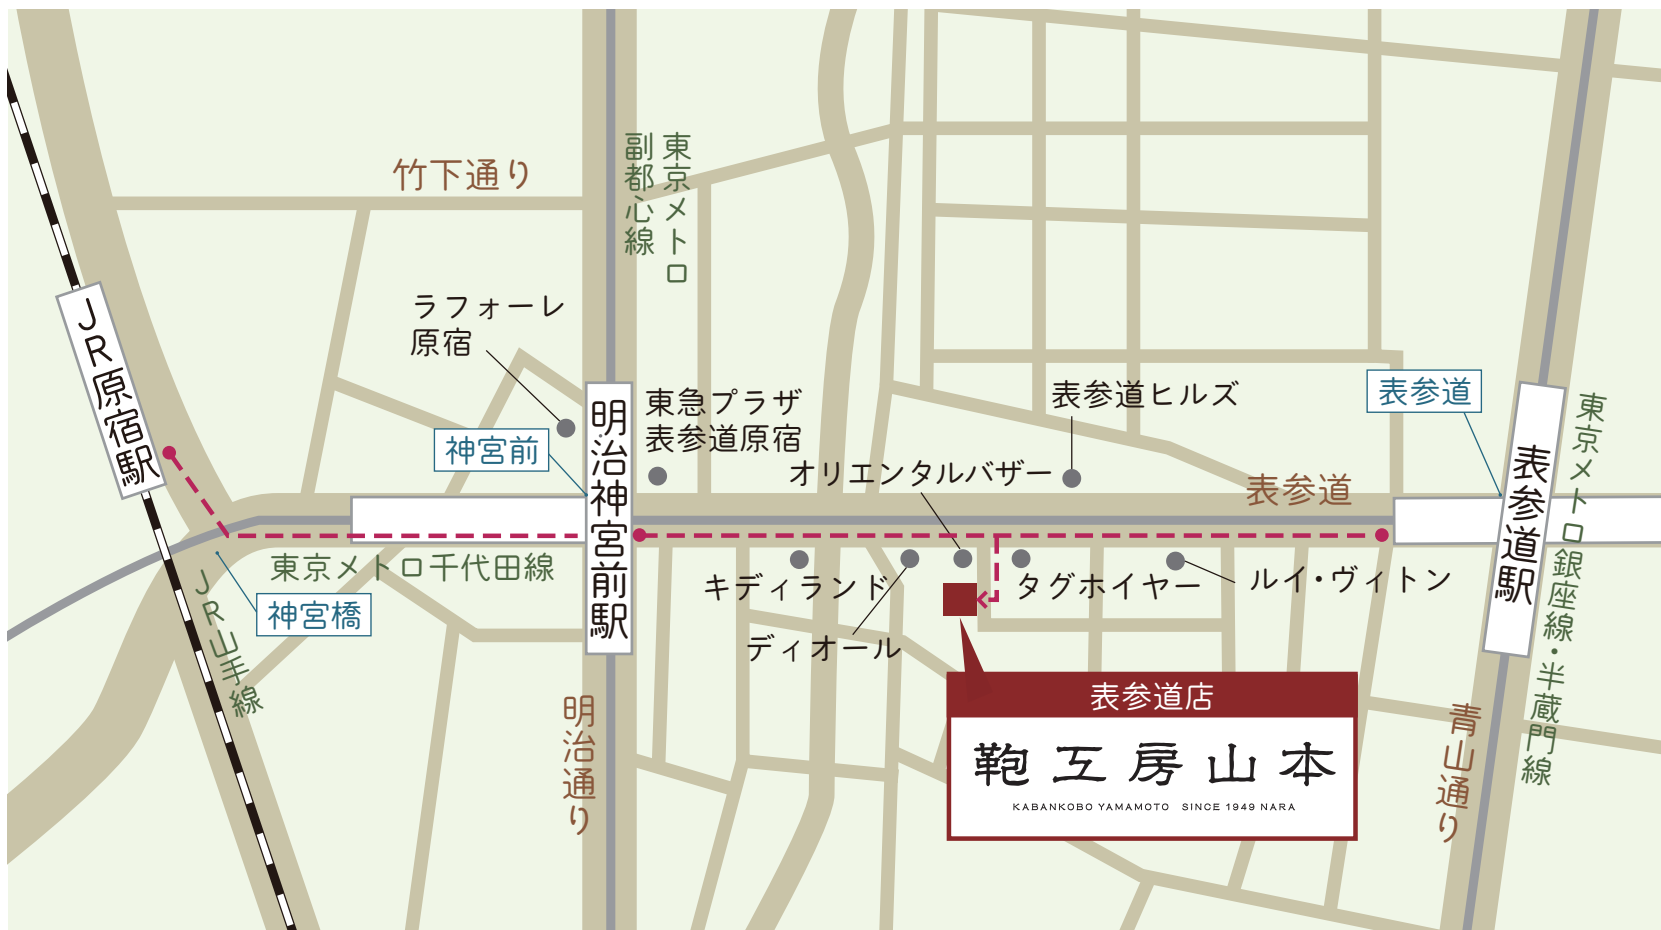 竹下通り
東京メトロ
副都心線
JR原宿駅
ラフォーレ
原宿
明治神宮前駅
東急プラザ
表参道原宿
神宮前
表参道ヒルズ
オリエンタルバザー
表参道
表参道
表参道駅
東京メトロ銀座線・半蔵門線
東京メトロ千代田線
神宮橋
JR山手線
キディランド
ディオール
タグホイヤー
ルイ・ヴィトン
明治通り
青山通り
表参道店
鞄工房山本
KABANKOBO YAMAMOTO SINCE 1949 NARA